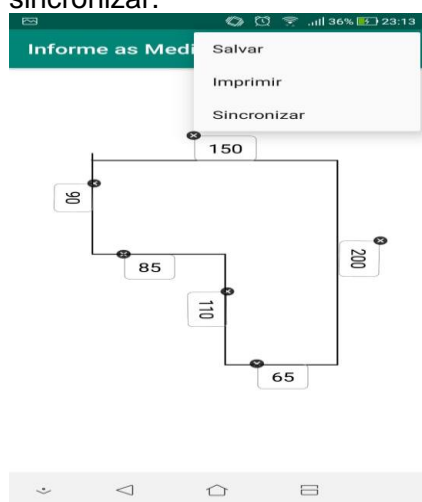 sincronizar.
36% 23:13
Informe as Medi
Salvar
Imprimir
Sincronizar
150
90
85
200
110
65